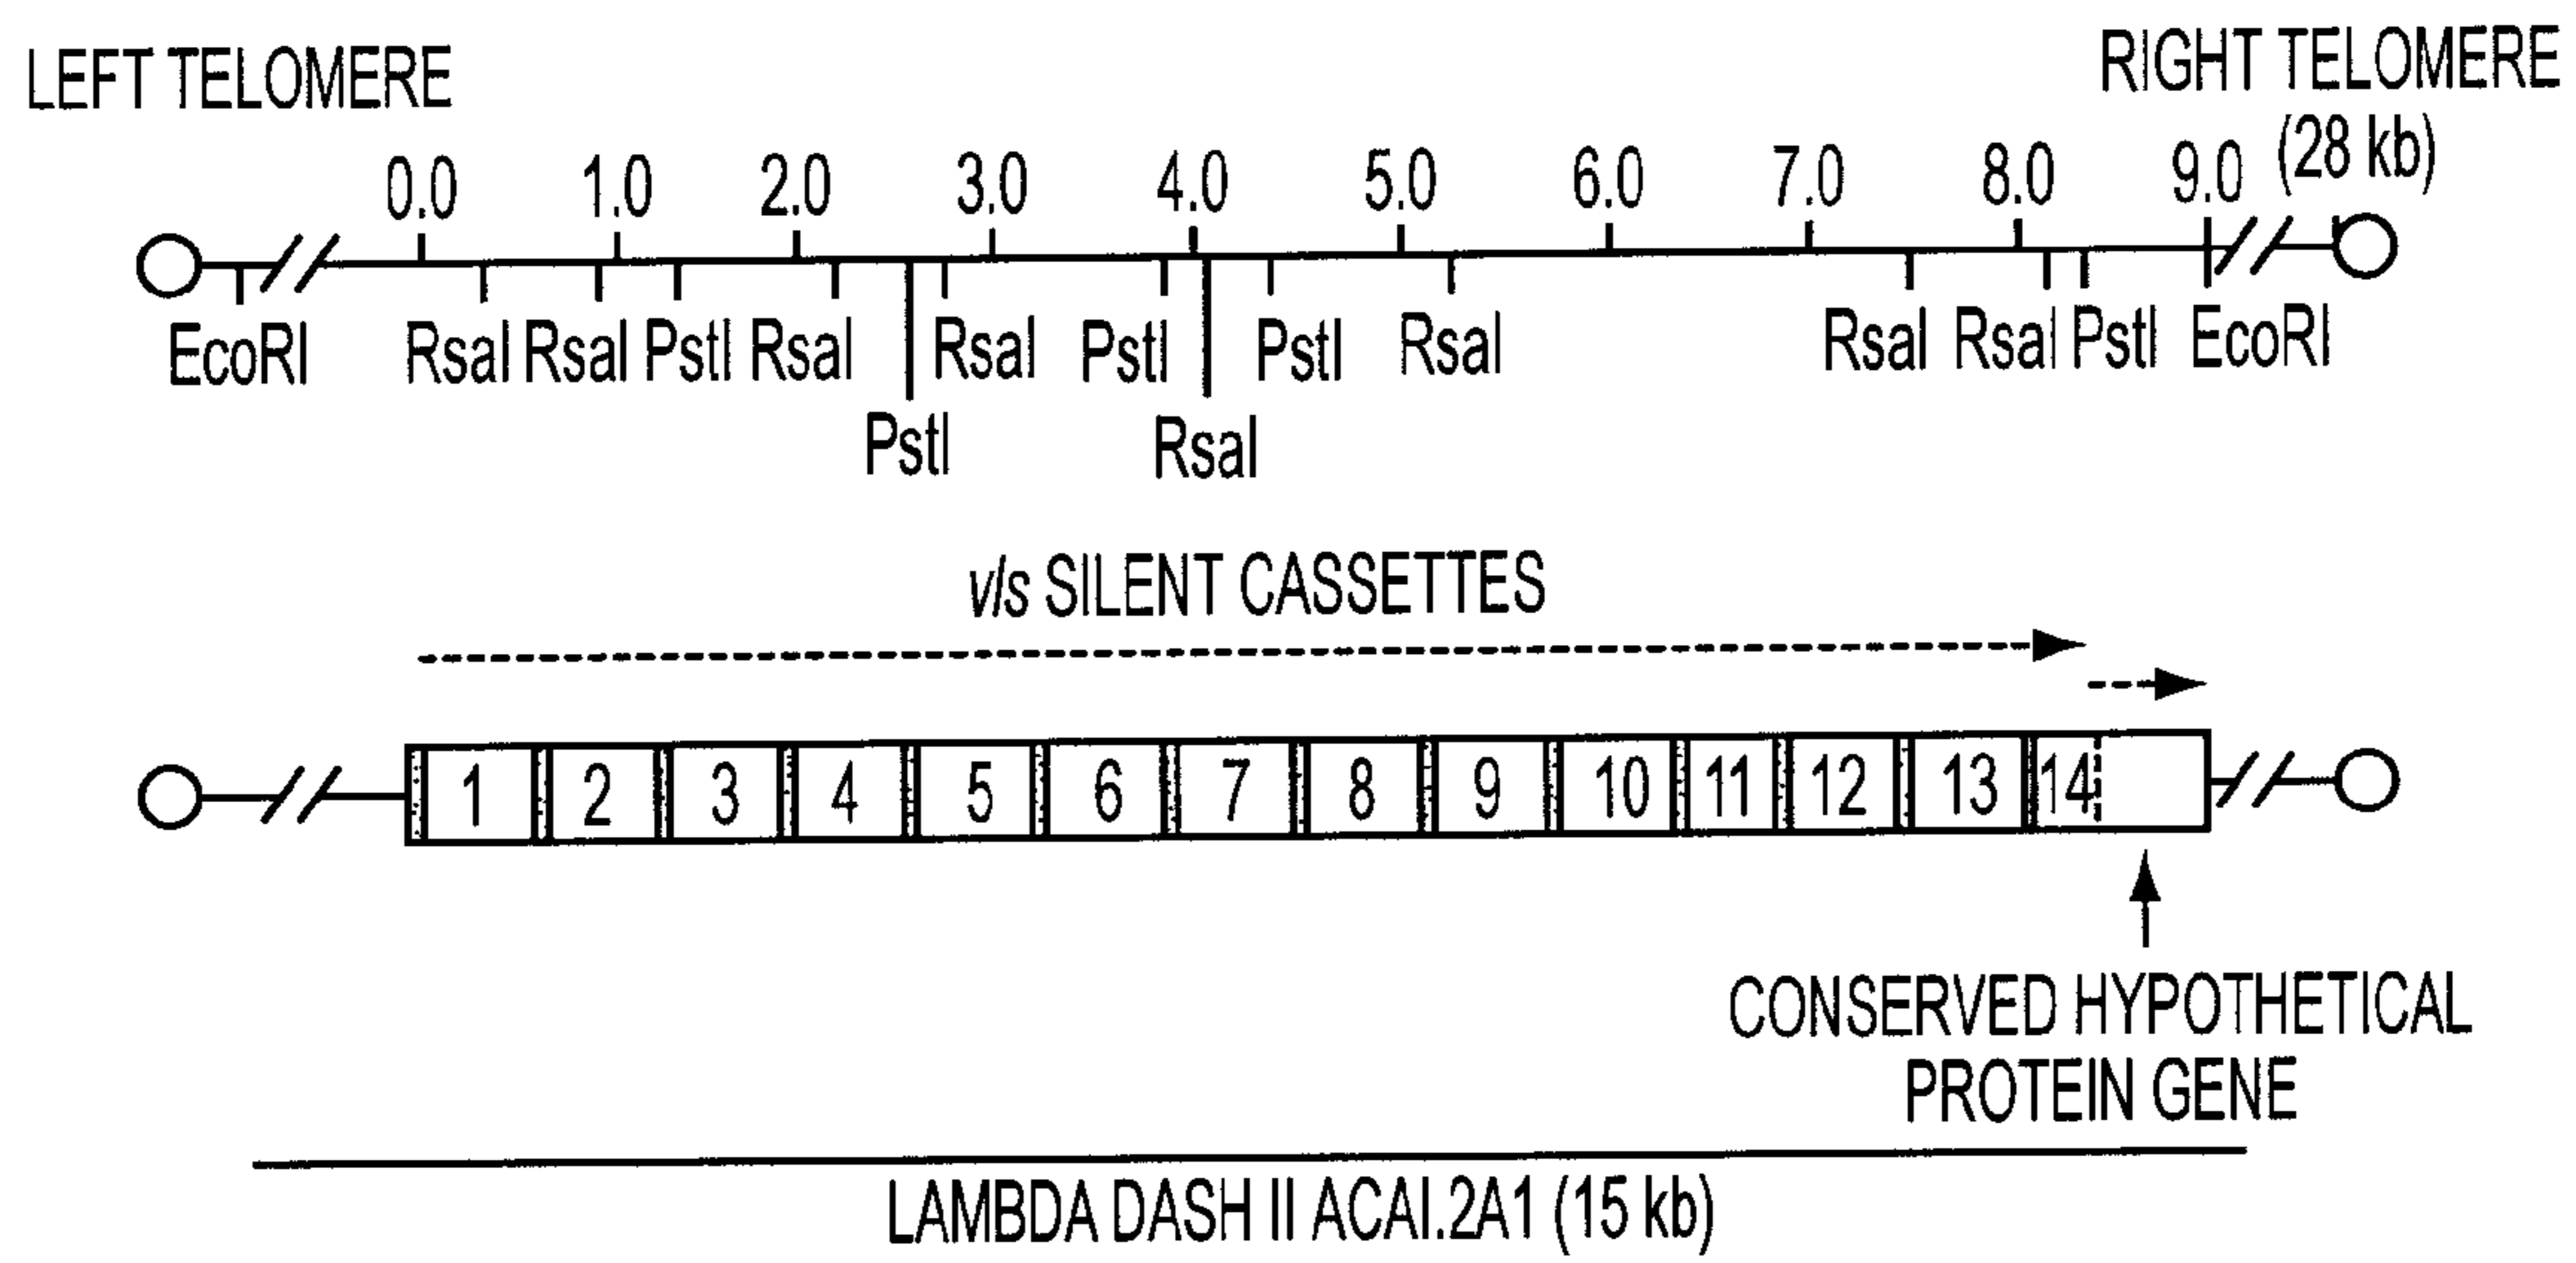 LEFT TELOMERE
RIGHT TELOMERE
(28 kb)
0.0 1.0 2.0 3.0 4.0 5.0 6.0 7.0 8.0 9.0
EcoRI RsaI RsaI PstI RsaI RsaI PstI PstI RsaI RsaI RsaI PstI EcoRI
PstI RsaI
vls SILENT CASSETTES
1 2 3 4 5 6 7 8 9 10 11 12 13 14
CONSERVED HYPOTHETICAL
PROTEIN GENE
LAMBDA DASH II ACAI.2A1 (15 kb)